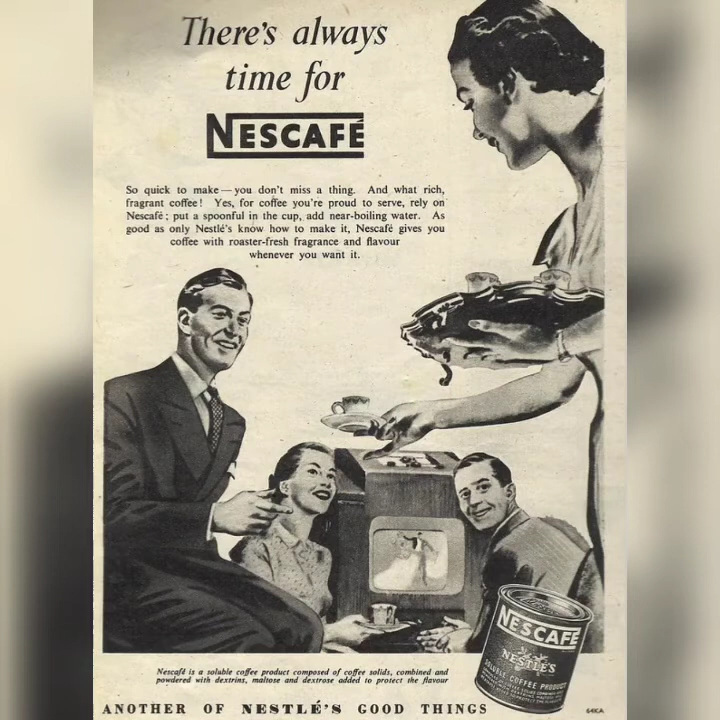 There's always
time for
NESCAFÉ
So quick to make — you don't miss a thing. And what rich,
fragrant coffee! Yes, for coffee you're proud to serve, rely on
Nescafé; put a spoonful in the cup, add near-boiling water. As
good as only Nestlé's know how to make it, Nescafé gives you
coffee with roaster-fresh fragrance and flavour
whenever you want it.
NESCAFÉ
NESTLÉ'S
SOLUBLE COFFEE PRODUCT
Nescafé is a soluble coffee product composed of coffee solids, combined and
powdered with dextrins, maltose and dextrose added to protect the flavour
ANOTHER OF NESTLÉ'S GOOD THINGS
64KA